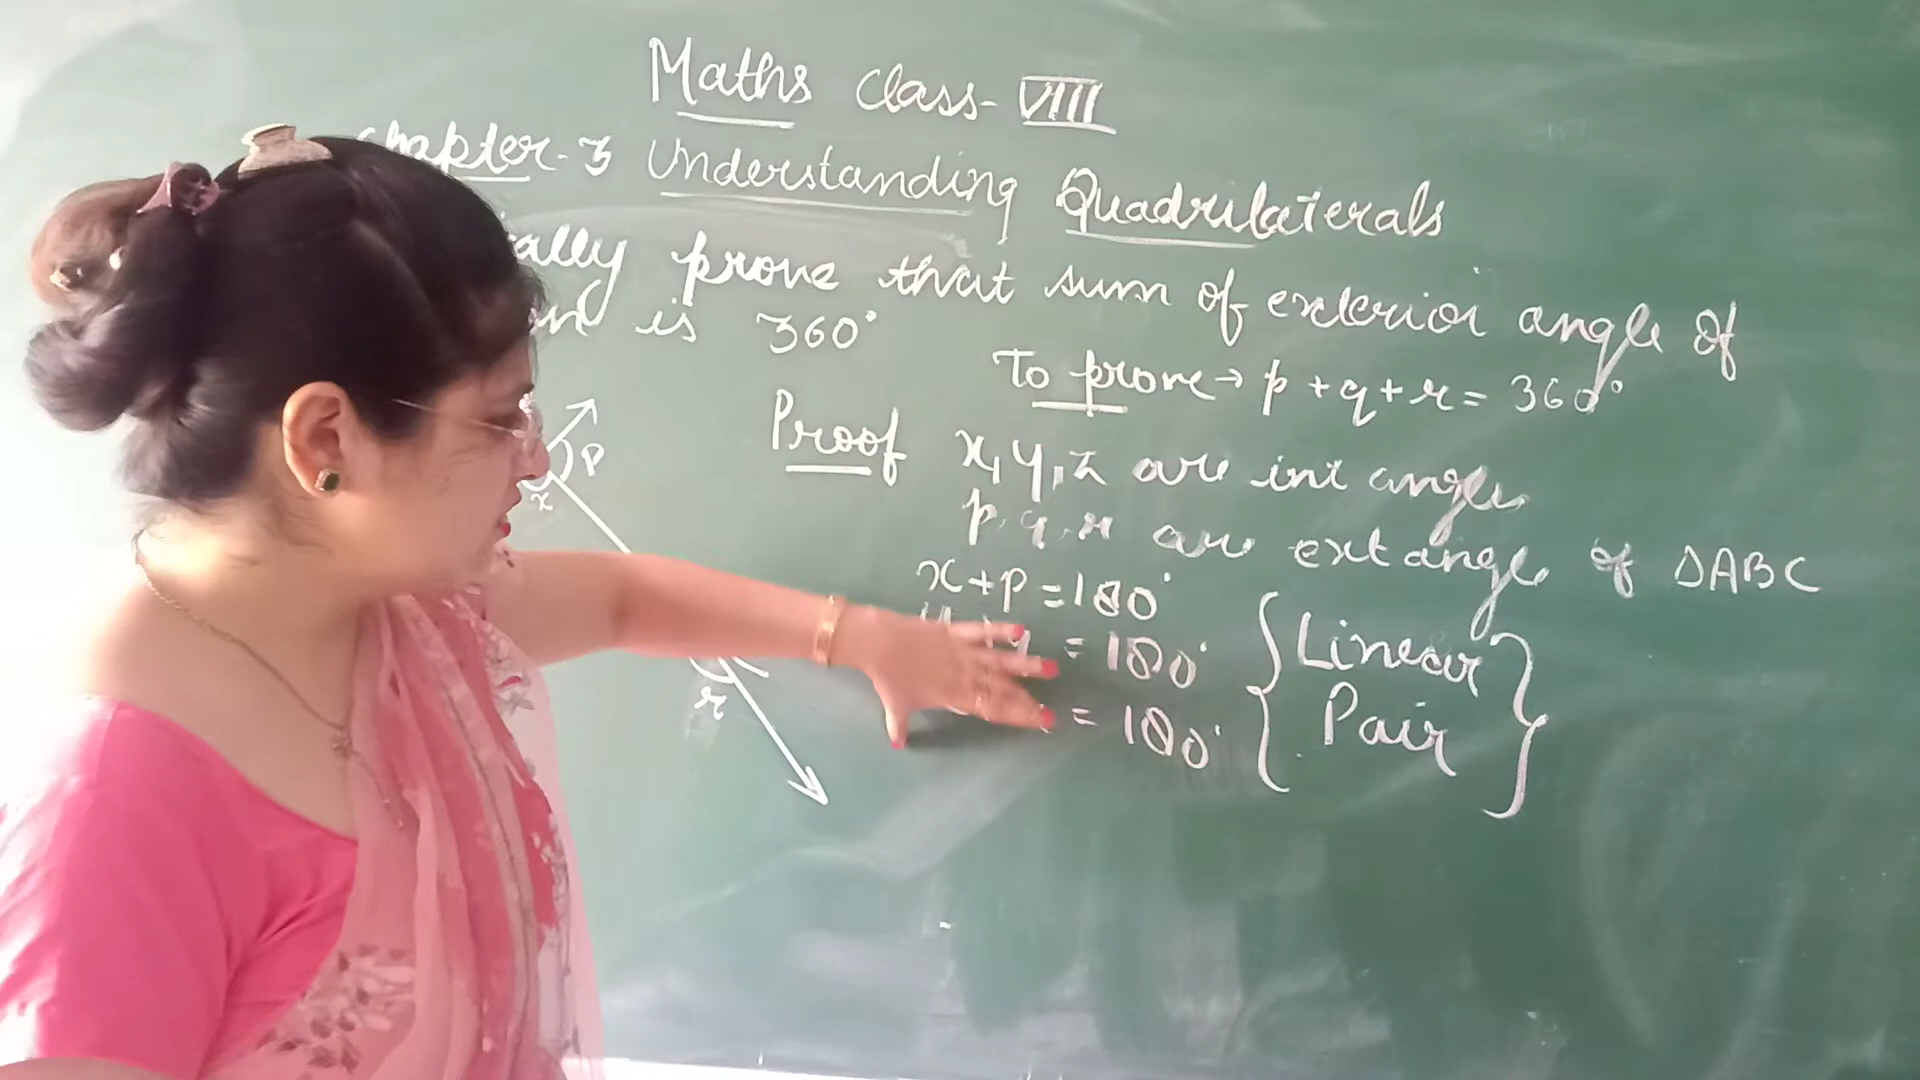 Maths Class- VIII
Chapter-3 Understanding Quadrilaterals
ally prove that sum of exterior angle of
is 360°
To prove→ p + q + r = 360°
Proof x, y, z are int angles
p, q, r are ext angle of ΔABC
x + p = 180°
= 180°
= 180°
{ Linear Pair }
p
x
r